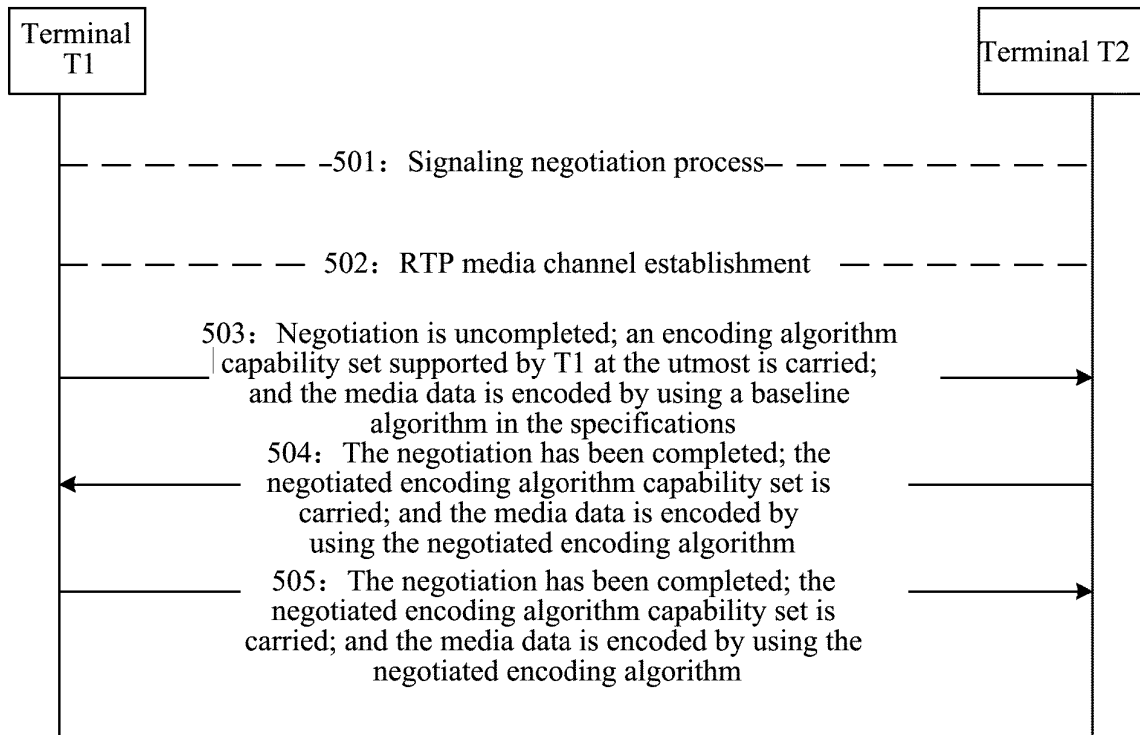 Terminal
T1
Terminal T2
501: Signaling negotiation process
502: RTP media channel establishment
503: Negotiation is uncompleted; an encoding algorithm
capability set supported by T1 at the utmost is carried;
and the media data is encoded by using a baseline
algorithm in the specifications
504: The negotiation has been completed; the
negotiated encoding algorithm capability set is
carried; and the media data is encoded by
using the negotiated encoding algorithm
505: The negotiation has been completed; the
negotiated encoding algorithm capability set is
carried; and the media data is encoded by using the
negotiated encoding algorithm